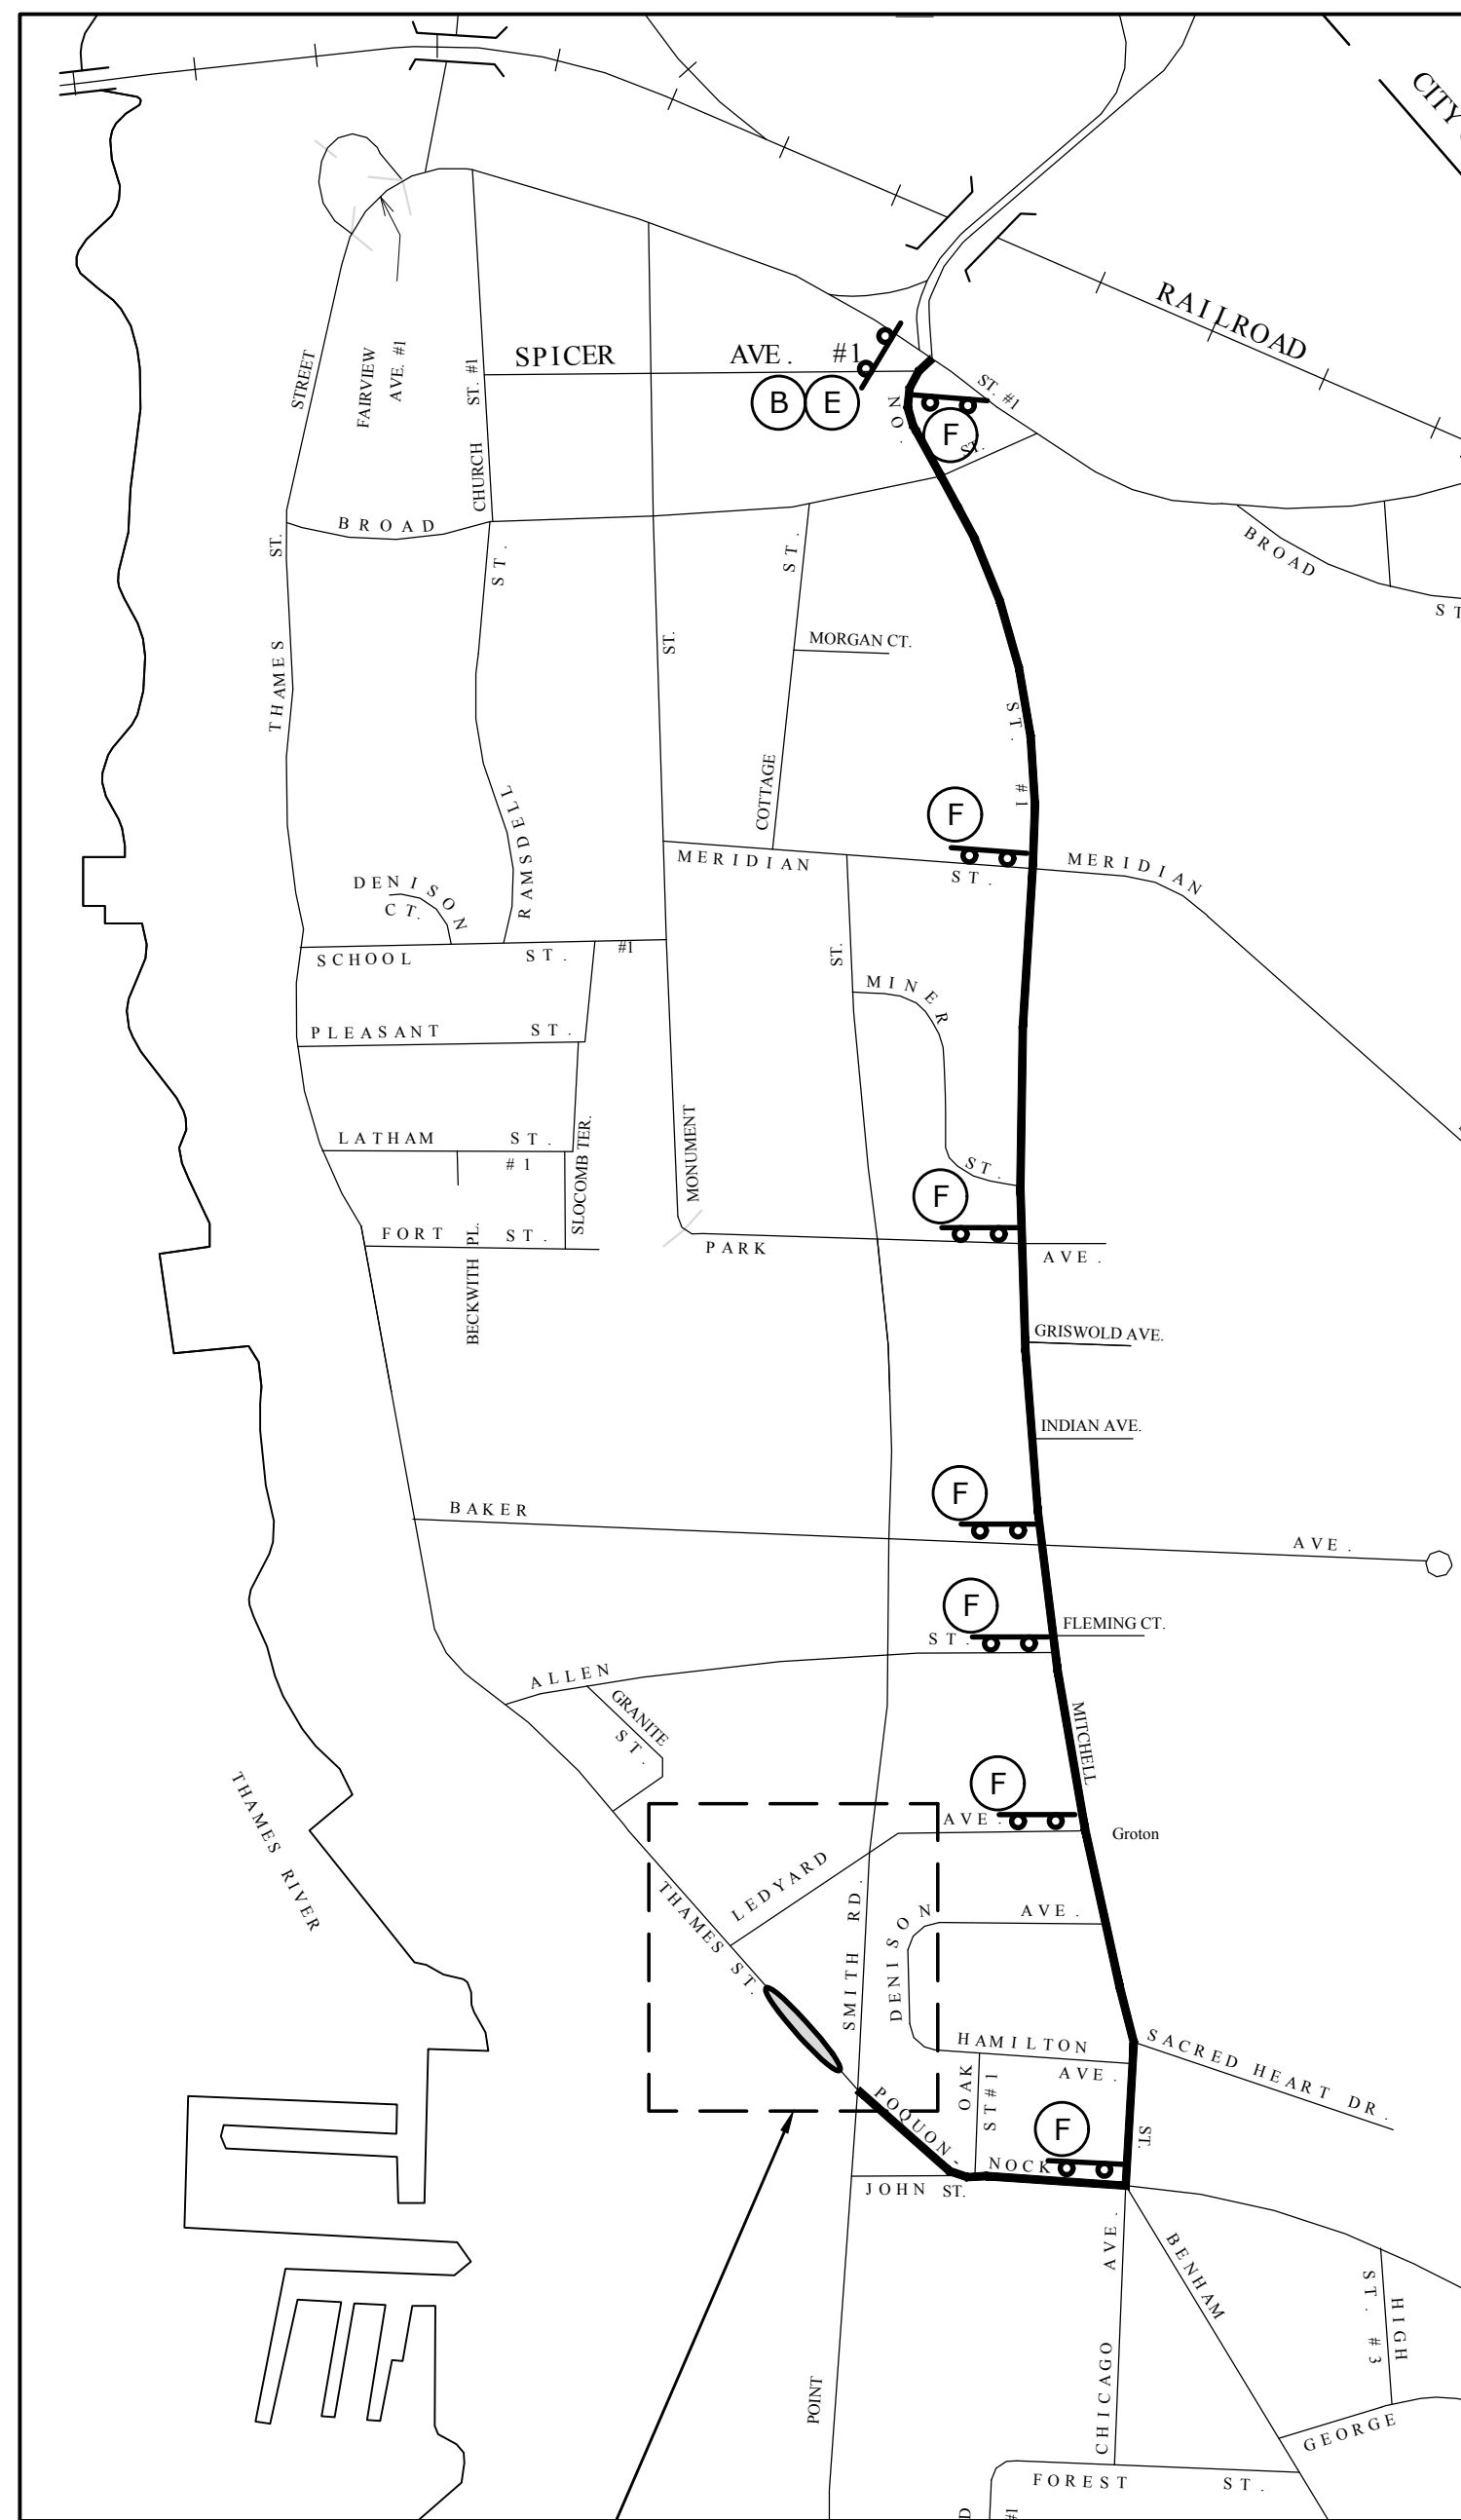 CITY
RAILROAD
SPICER AVE. #1
B E
NO.
ST. #1
F
ST.
STREET
FAIRVIEW
AVE. #1
ST. #1
CHURCH
BROAD
BROAD
ST
ST.
THAMES
ST.
RAMSDELL
ST.
ST.
COTTAGE
MORGAN CT.
ST.
#1
F
MERIDIAN
ST.
MERIDIAN
DENISON
CT.
SCHOOL ST. #1
ST.
MINER
ST.
PLEASANT ST.
LATHAM ST.
#1
SLOCOMB TER.
MONUMENT
F
FORT ST.
BECKWITH PL.
PARK
AVE.
GRISWOLD AVE.
INDIAN AVE.
F
BAKER
AVE.
F
FLEMING CT.
ST.
ALLEN
GRANITE
ST.
MITCHELL
F
AVE.
Groton
THAMES RIVER
LEDYARD
THAMES ST.
SMITH RD.
DENISON
AVE.
HAMILTON
AVE.
SACRED HEART DR.
OAK
ST #1
POQUON-
NOCK
F
ST.
JOHN ST.
AVE.
CHICAGO
BENHAM
ST. #3
HIGH
POINT
GEORGE
FOREST ST.
D
#1